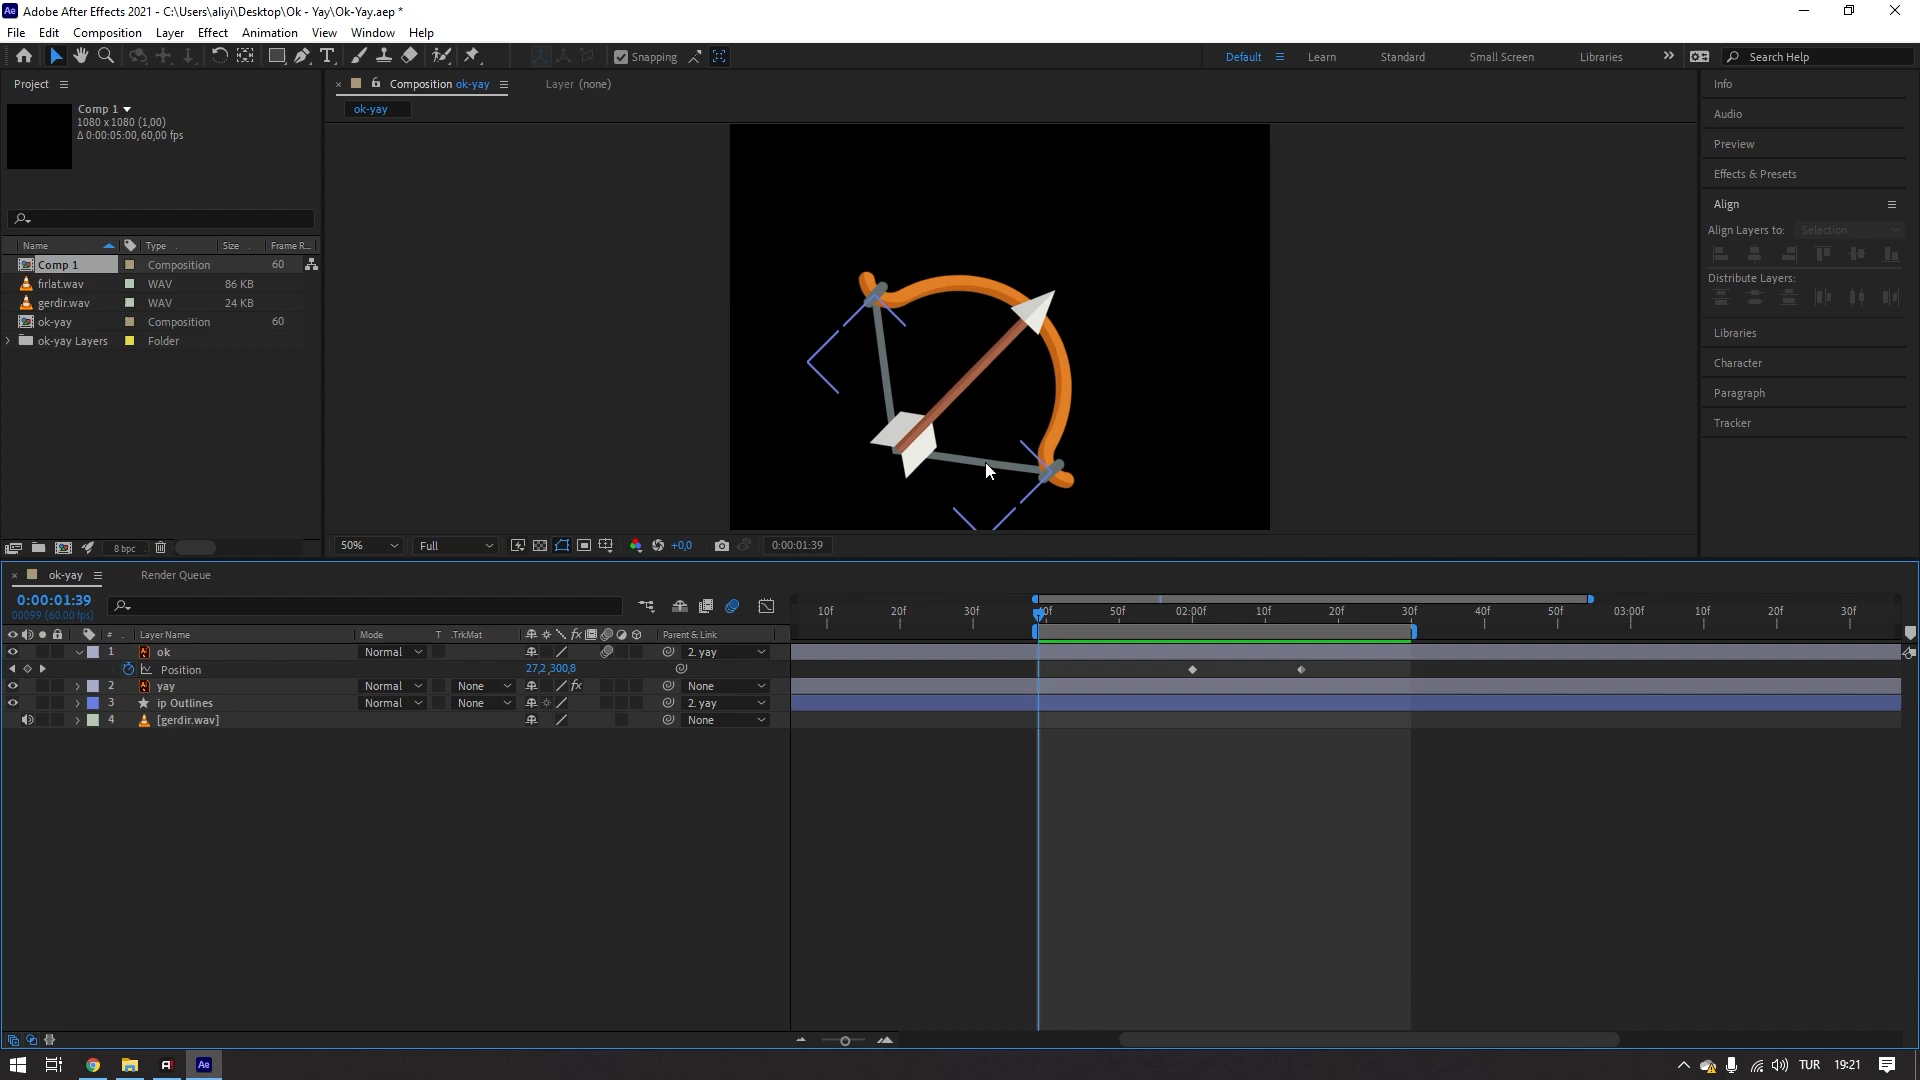 Adobe After Effects 2021 - C:\Users\aliyi\Desktop\Ok - Yay\Ok-Yay.aep *
File Edit Composition Layer Effect Animation View Window Help
Snapping
Default Learn Standard Small Screen Libraries
Search Help
Project
Comp 1
1080 x 1080 (1,00)
Δ 0:00:05:00, 60,00 fps
Name Type Size Frame R...
Comp 1 Composition 60
fırlat.wav WAV 86 KB
gerdir.wav WAV 24 KB
ok-yay Composition 60
ok-yay Layers Folder
8 bpc
Composition ok-yay
Layer (none)
ok-yay
50% Full +0,0 0:00:01:39
Info
Audio
Preview
Effects & Presets
Align
Align Layers to: Selection
Distribute Layers:
Libraries
Character
Paragraph
Tracker
ok-yay Render Queue
0:00:01:39
00099 (60.00 fps)
10f 20f 30f 40f 50f 02:00f 10f 20f 30f 40f 50f 03:00f 10f 20f 30f
# Layer Name Mode T .TrkMat Parent & Link
1 ok Normal 2. yay
Position 27,2 ,300,8
2 yay Normal None None
3 ip Outlines Normal None 2. yay
4 [gerdir.wav] None
Ae
TUR 19:21